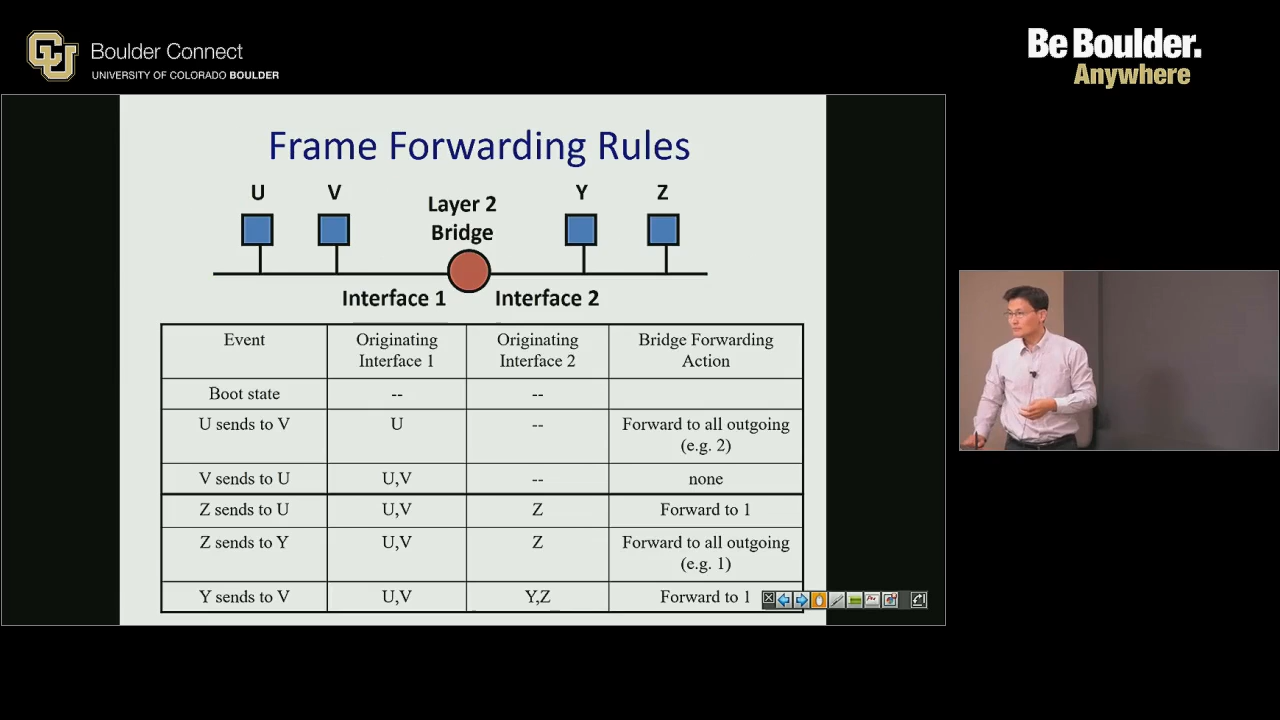 Boulder Connect
UNIVERSITY OF COLORADO BOULDER
Be Boulder.
Anywhere
Frame Forwarding Rules
U V Y Z
Layer 2
Bridge
Interface 1 Interface 2
Event Originating Interface 1 Originating Interface 2 Bridge Forwarding Action
Boot state -- --
U sends to V U -- Forward to all outgoing (e.g. 2)
V sends to U U,V -- none
Z sends to U U,V Z Forward to 1
Z sends to Y U,V Z Forward to all outgoing (e.g. 1)
Y sends to V U,V Y,Z Forward to 1